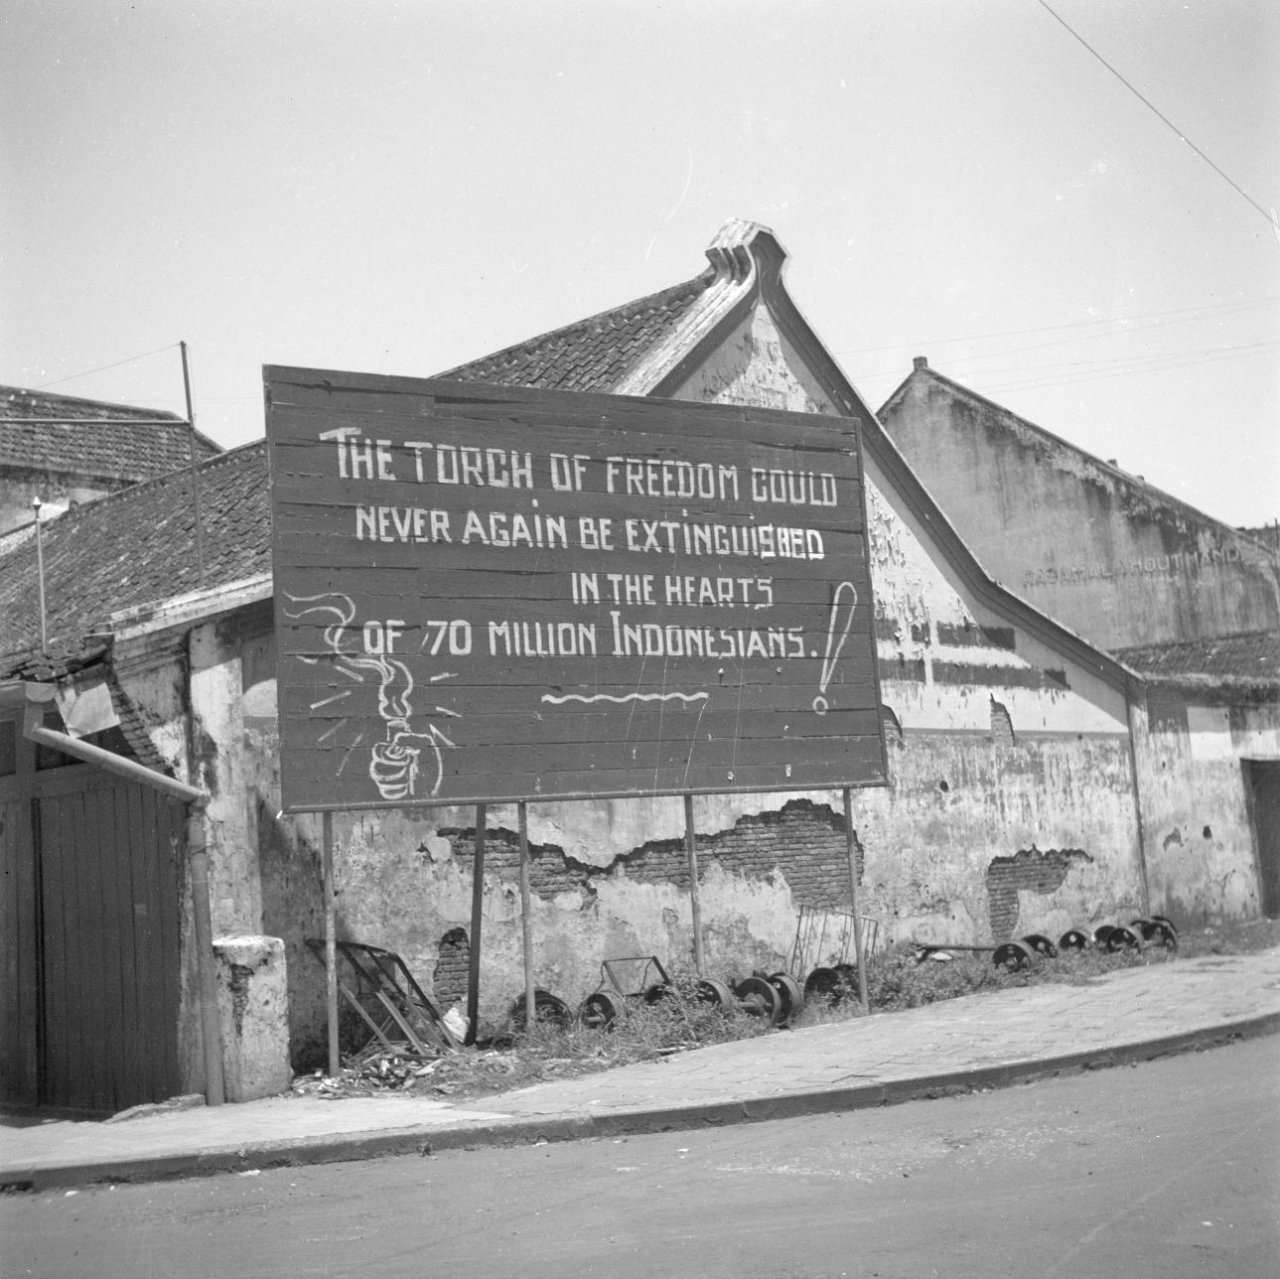 THE TORCH OF FREEDOM COULD
NEVER AGAIN BE EXTINGUISHED
IN THE HEARTS
OF 70 MILLION INDONESIANS.!